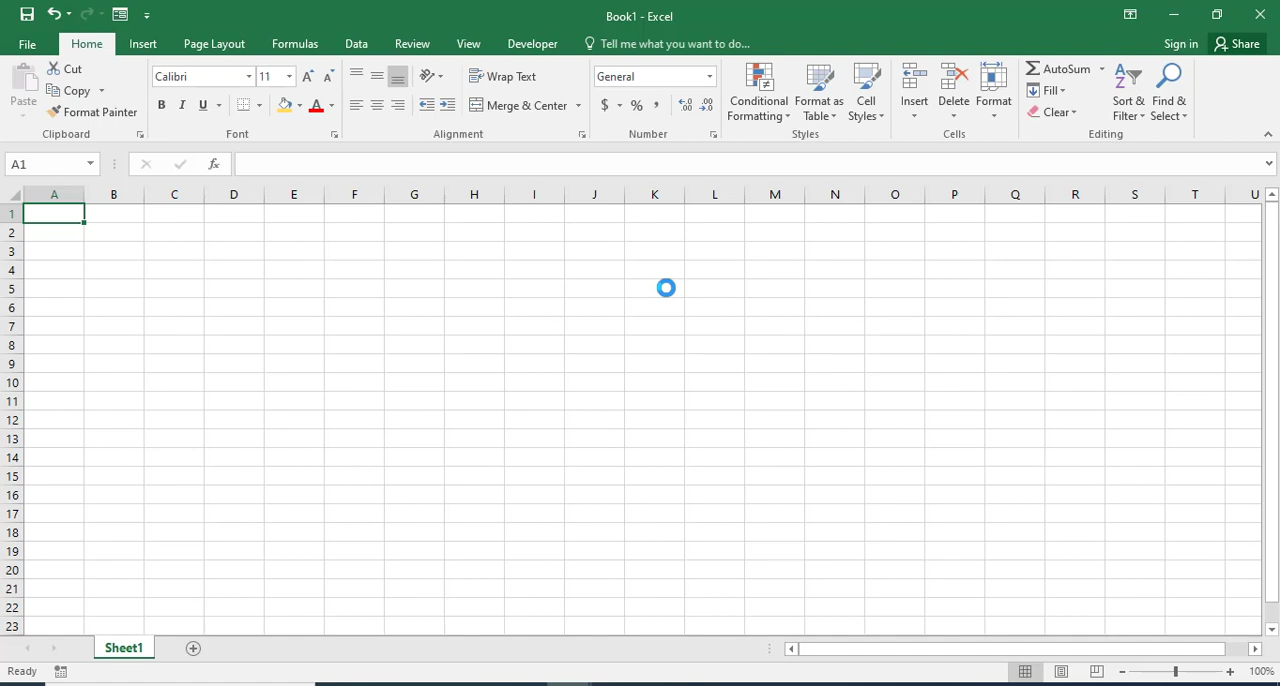 Book1 - Excel
File Home Insert Page Layout Formulas Data Review View Developer Tell me what you want to do... Sign in Share
Paste Cut Copy Format Painter Clipboard
Calibri 11 B I U A Font
Wrap Text Merge & Center Alignment
General $ % , Number
Conditional Formatting Format as Table Cell Styles Styles
Insert Delete Format Cells
AutoSum Fill Clear Sort & Filter Find & Select Editing
A1 fx
A B C D E F G H I J K L M N O P Q R S T U
1
2
3
4
5
6
7
8
9
10
11
12
13
14
15
16
17
18
19
20
21
22
23
Sheet1
Ready 100%